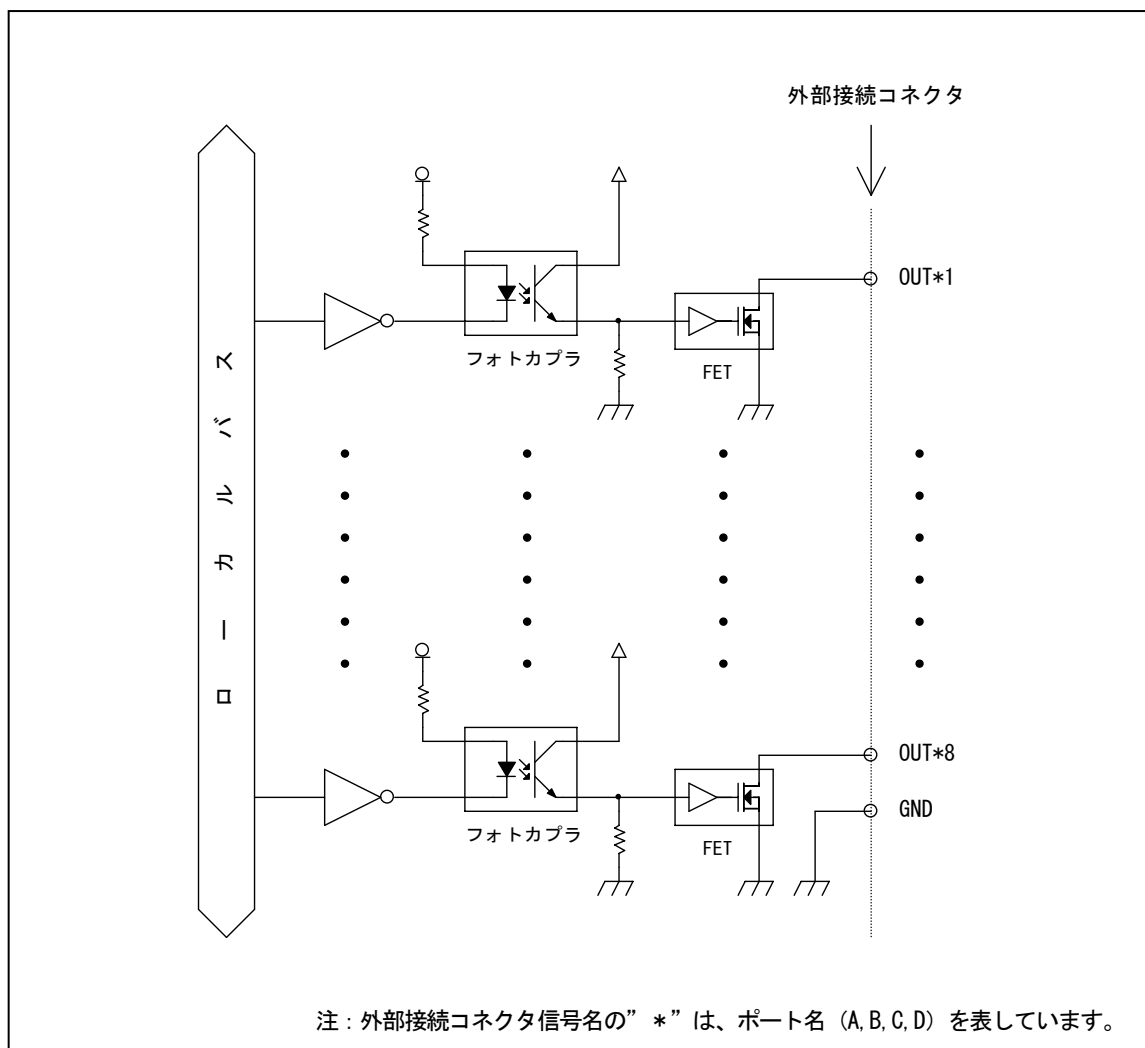 外部接続コネクタ
OUT*1
フォトカプラ
FET
ローカルバス
OUT*8
GND
フォトカプラ
FET
注：外部接続コネクタ信号名の”*”は、ポート名（A,B,C,D）を表しています。